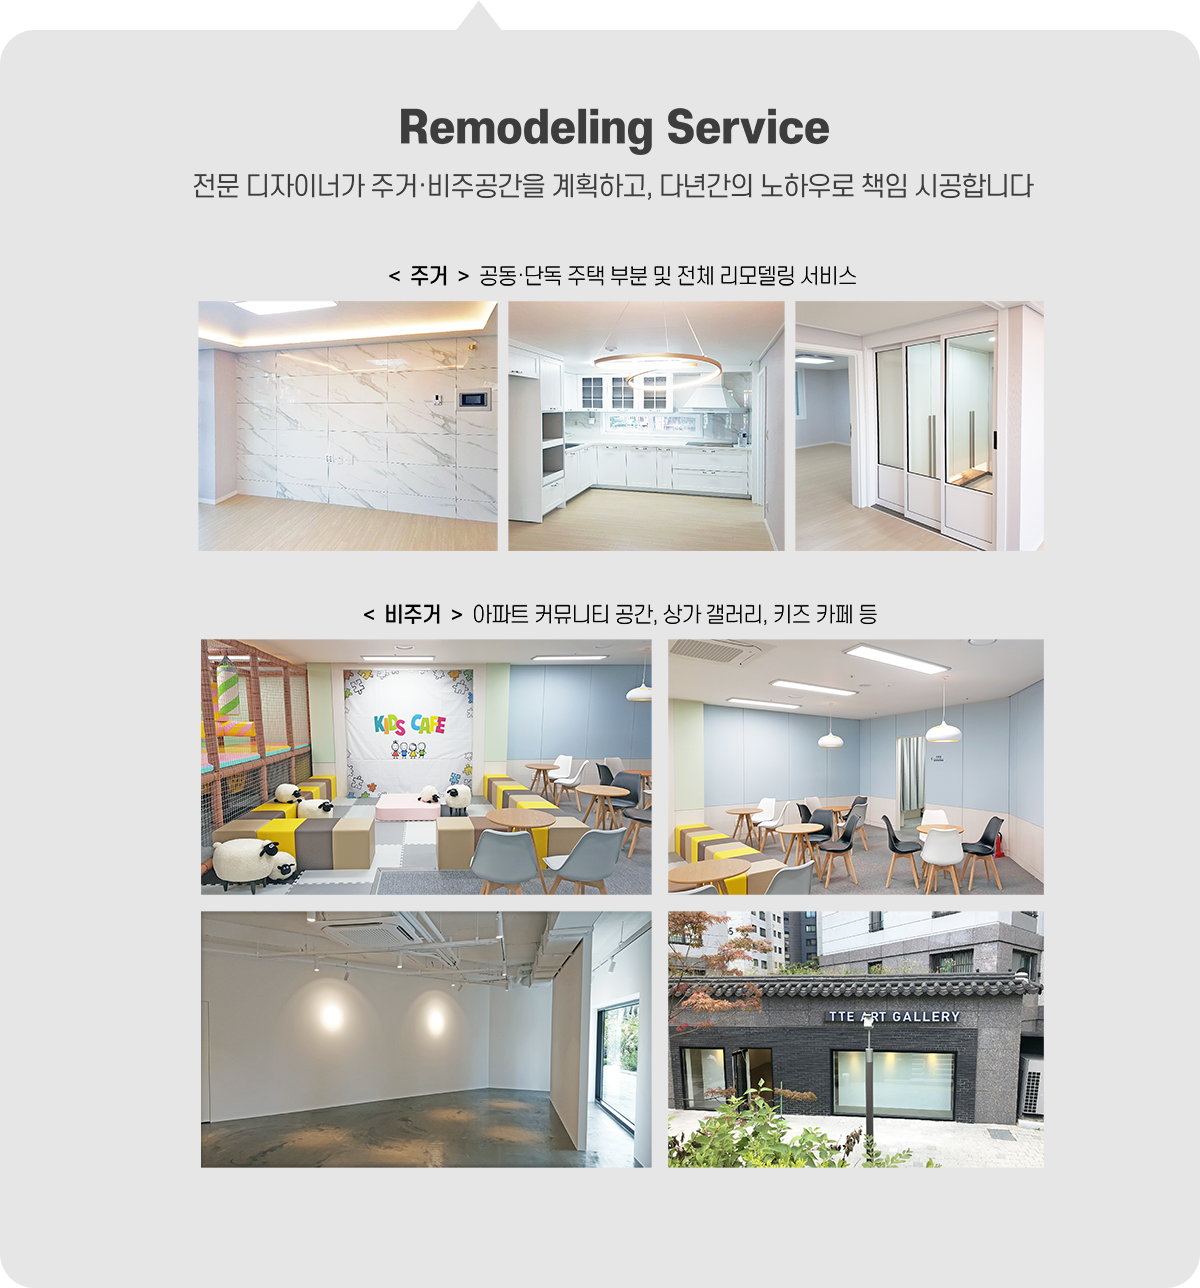 Remodeling Service
전문 디자이너가 주거·비주공간을 계획하고, 다년간의 노하우로 책임 시공합니다
< 주거 > 공동·단독 주택 부분 및 전체 리모델링 서비스
< 비주거 > 아파트 커뮤니티 공간, 상가 갤러리, 키즈 카페 등
KIDS CAFE
TTE ART GALLERY